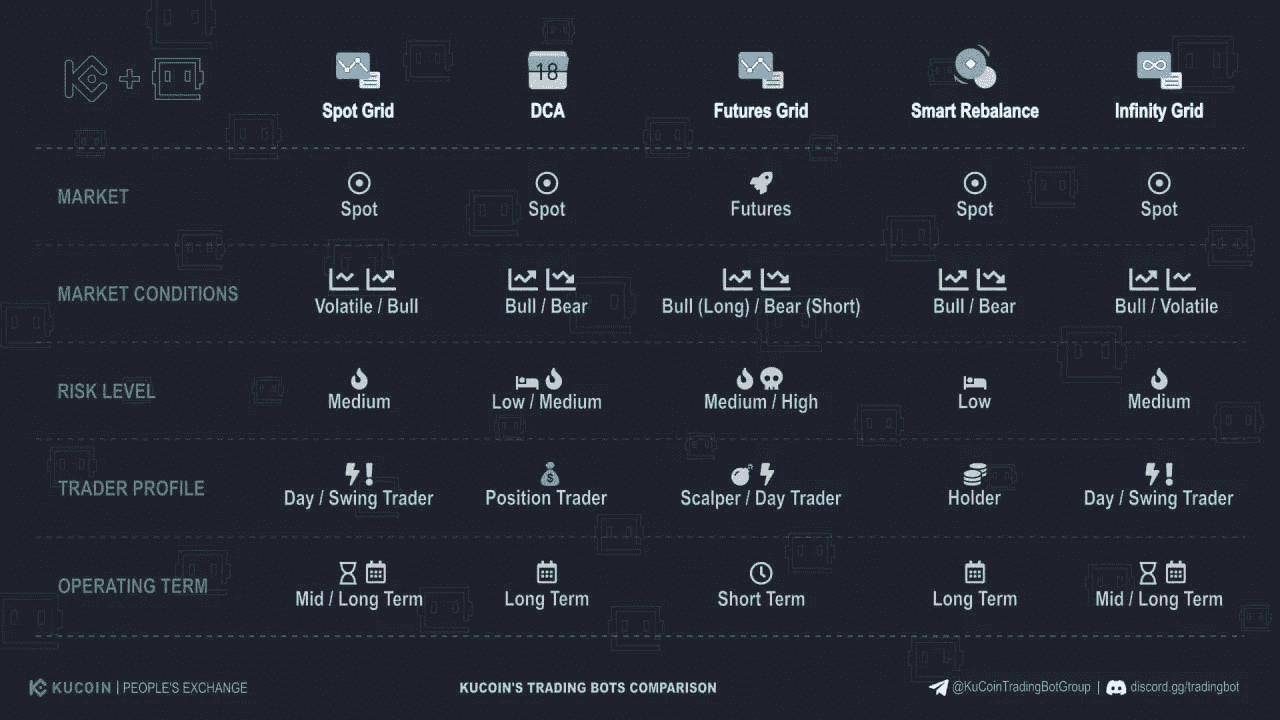 18
Spot Grid DCA Futures Grid Smart Rebalance Infinity Grid
MARKET Spot Spot Futures Spot Spot
MARKET CONDITIONS Volatile / Bull Bull / Bear Bull (Long) / Bear (Short) Bull / Bear Bull / Volatile
RISK LEVEL Medium Low / Medium Medium / High Low Medium
TRADER PROFILE Day / Swing Trader Position Trader Scalper / Day Trader Holder Day / Swing Trader
OPERATING TERM Mid / Long Term Long Term Short Term Long Term Mid / Long Term
KUCOIN | PEOPLE'S EXCHANGE KUCOIN'S TRADING BOTS COMPARISON @KuCoinTradingBotGroup | discord.gg/tradingbot